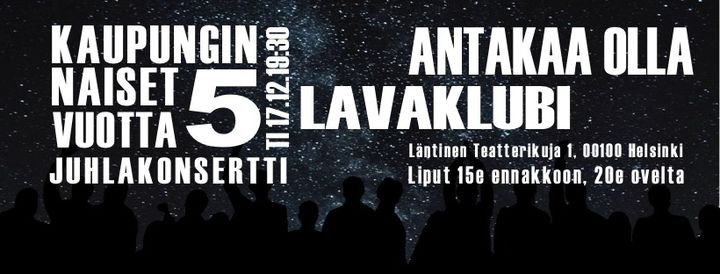 KAUPUNGIN
NAISET
VUOTTA 5
TI 17.12.19:30
JUHLAKONSERTTI
ANTAKAA OLLA
LAVAKLUBI
Läntinen Teatterikuja 1, 00100 Helsinki
Liput 15e ennakkoon, 20e ovelta